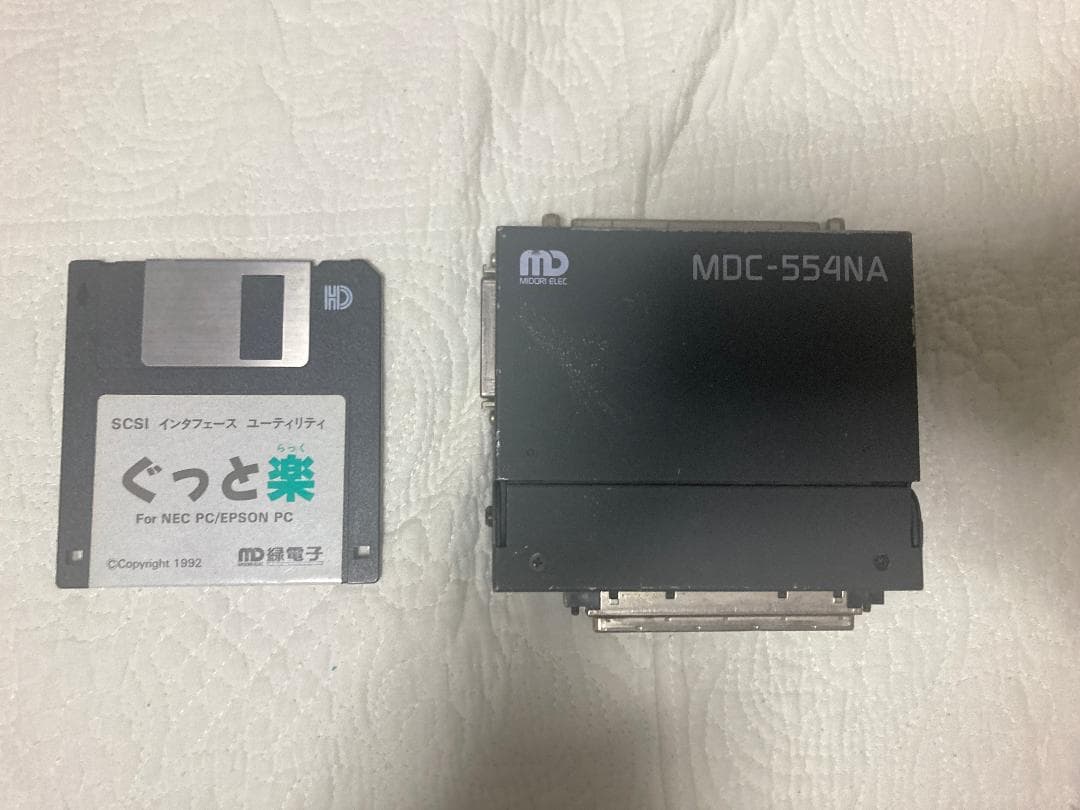 HD
SCSI インタフェース ユーティリティ
らっく
ぐっと楽
For NEC PC/EPSON PC
©Copyright 1992
MD
MIDORI ELEC
緑電子
MD
MIDORI ELEC
MDC-554NA